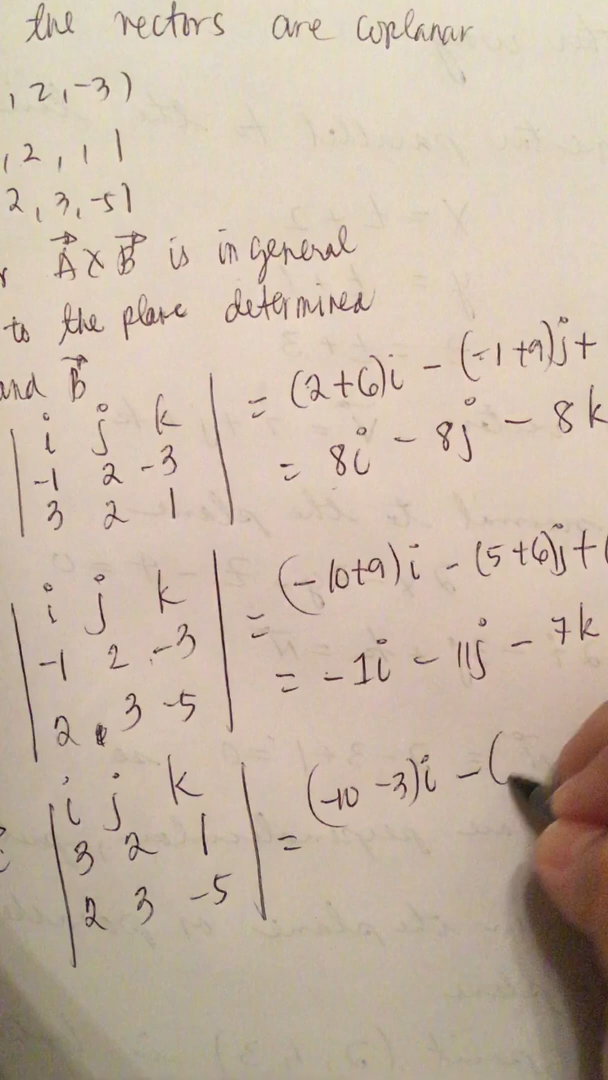 the vectors are coplanar
, 2, -3)
, 2, 1 )
2, 3, -5)
A⃗ X B⃗ is in general
to the plane determined
and B⃗
i j k = (2+6)i - (-1+9)j +
-1 2 -3 = 8i - 8j - 8k
3 2 1
i j k = (-10+9)i - (5+6)j + (
-1 2 -3 = -1i - 11j - 7k
2 3 -5
i j k = (-10 -3)i - (
3 2 1
2 3 -5